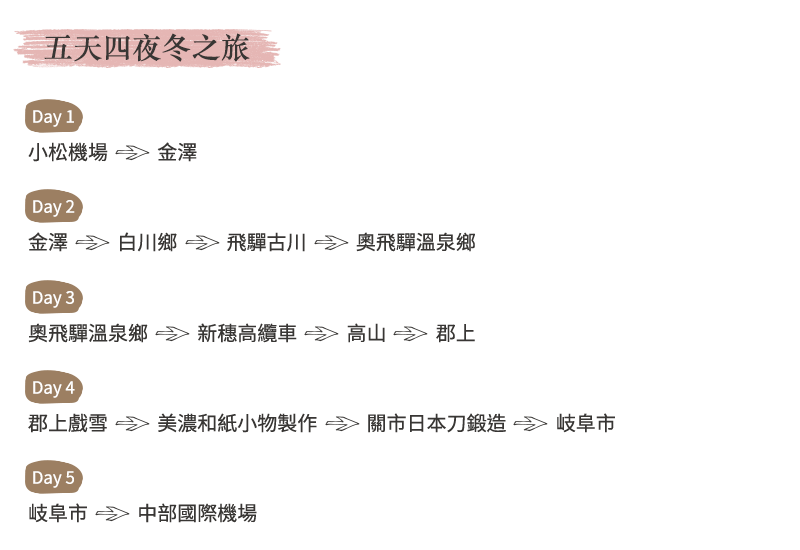 五天四夜冬之旅
Day 1
小松機場 ➾ 金澤
Day 2
金澤 ➾ 白川鄉 ➾ 飛驒古川 ➾ 奧飛驒溫泉鄉
Day 3
奧飛驒溫泉鄉 ➾ 新穗高纜車 ➾ 高山 ➾ 郡上
Day 4
郡上戲雪 ➾ 美濃和紙小物製作 ➾ 關市日本刀鍛造 ➾ 岐阜市
Day 5
岐阜市 ➾ 中部國際機場